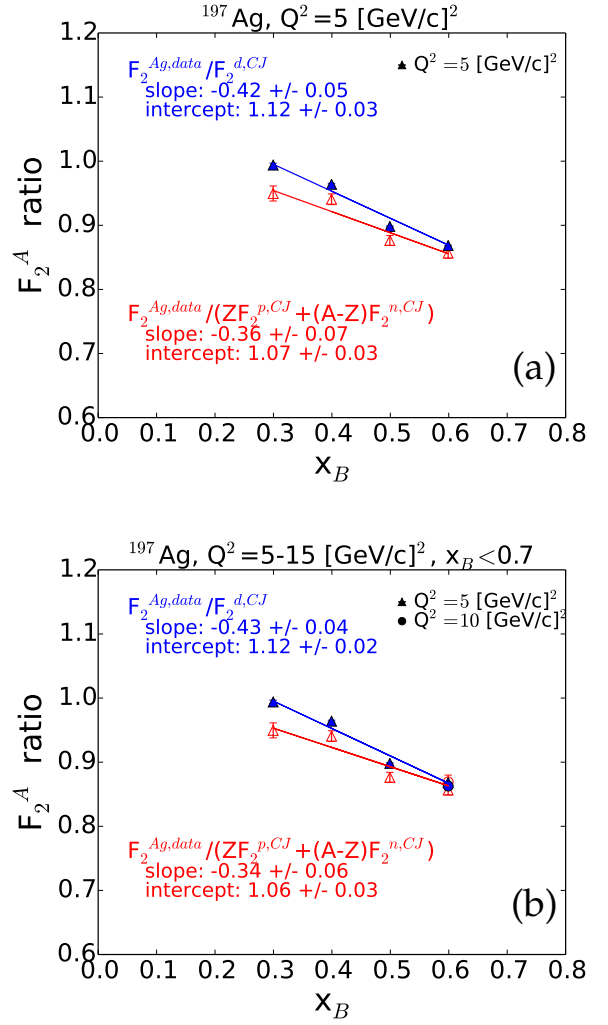 ¹⁹⁷Ag, Q²=5 [GeV/c]²
F₂^{Ag,data}/F₂^{d,CJ}
slope: -0.42 +/- 0.05
intercept: 1.12 +/- 0.03
Q²=5 [GeV/c]²
1.2
1.1
1.0
0.9
0.8
0.7
0.6
F₂^A ratio
F₂^{Ag,data}/(ZF₂^{p,CJ}+(A-Z)F₂^{n,CJ})
slope: -0.36 +/- 0.07
intercept: 1.07 +/- 0.03
(a)
0.0 0.1 0.2 0.3 0.4 0.5 0.6 0.7 0.8
x_B
¹⁹⁷Ag, Q²=5-15 [GeV/c]², x_B<0.7
F₂^{Ag,data}/F₂^{d,CJ}
slope: -0.43 +/- 0.04
intercept: 1.12 +/- 0.02
Q²=5 [GeV/c]²
Q²=10 [GeV/c]²
1.2
1.1
1.0
0.9
0.8
0.7
0.6
F₂^A ratio
F₂^{Ag,data}/(ZF₂^{p,CJ}+(A-Z)F₂^{n,CJ})
slope: -0.34 +/- 0.06
intercept: 1.06 +/- 0.03
(b)
0.0 0.1 0.2 0.3 0.4 0.5 0.6 0.7 0.8
x_B